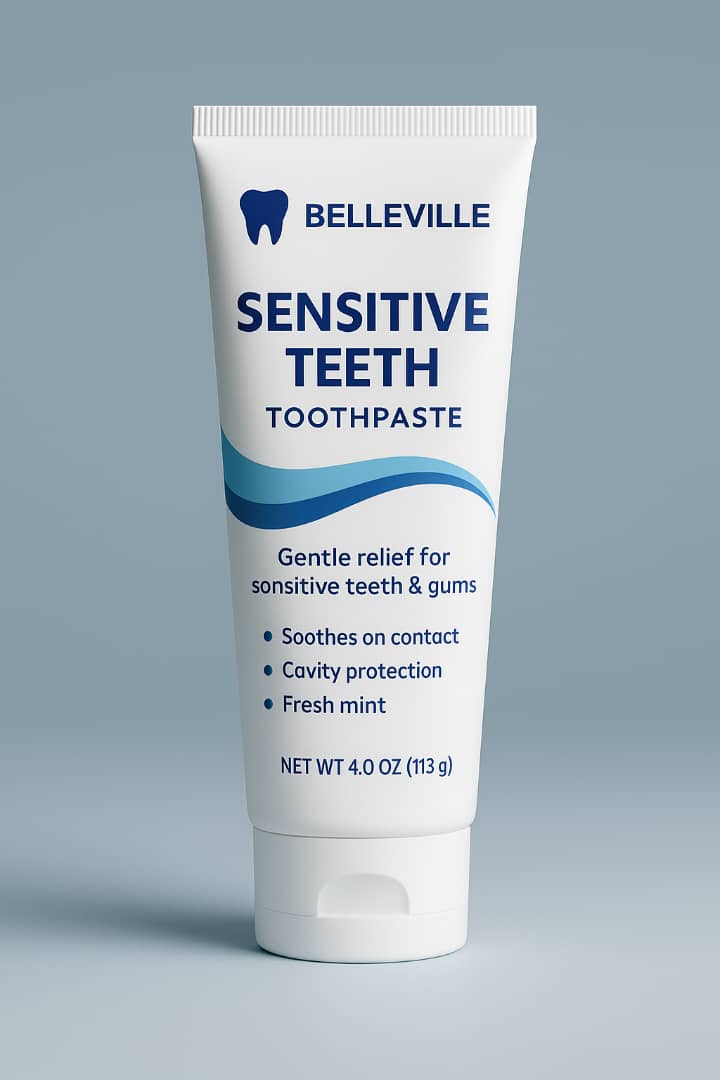 BELLEVILLE
SENSITIVE
TEETH
TOOTHPASTE
Gentle relief for
sonsitive teeth & gums
• Soothes on contact
• Cavity protection
• Fresh mint
NET WT 4.0 OZ (113 g)